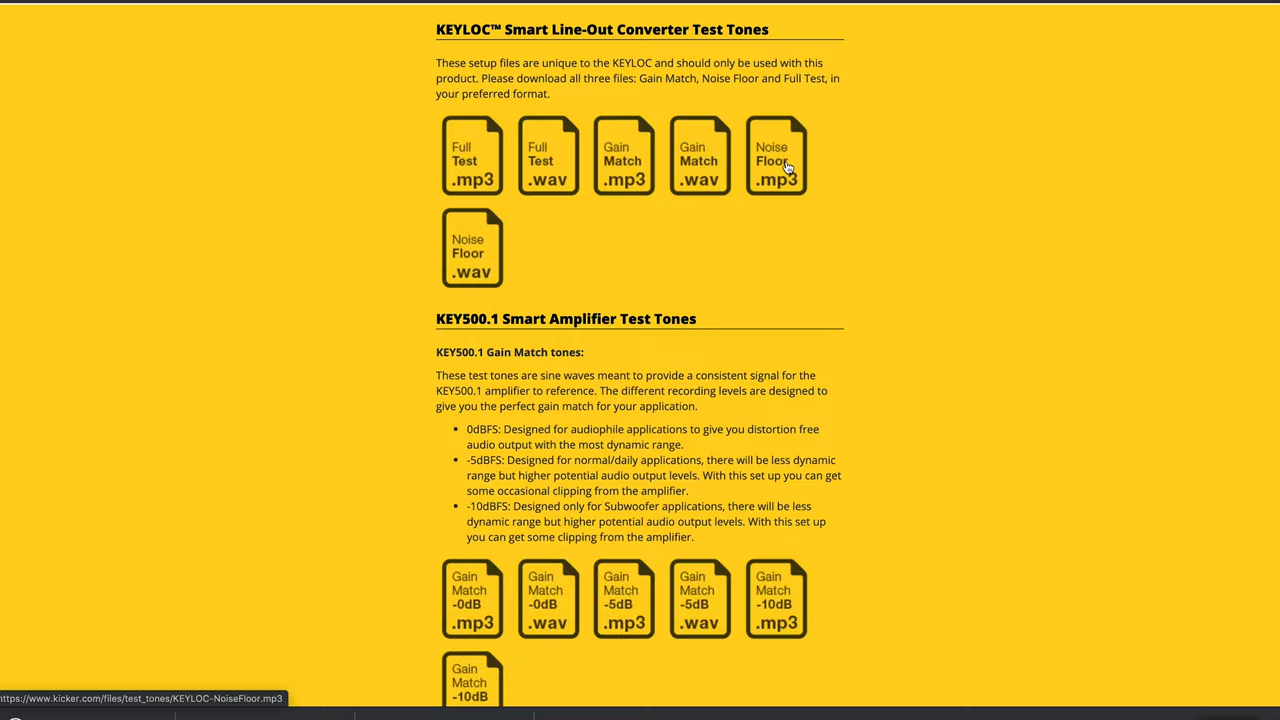 KEYLOC™ Smart Line-Out Converter Test Tones
These setup files are unique to the KEYLOC and should only be used with this
product. Please download all three files: Gain Match, Noise Floor and Full Test, in
your preferred format.
Full
Test
.mp3
Full
Test
.wav
Gain
Match
.mp3
Gain
Match
.wav
Noise
Floor
.mp3
Noise
Floor
.wav
KEY500.1 Smart Amplifier Test Tones
KEY500.1 Gain Match tones:
These test tones are sine waves meant to provide a consistent signal for the
KEY500.1 amplifier to reference. The different recording levels are designed to
give you the perfect gain match for your application.
• 0dBFS: Designed for audiophile applications to give you distortion free
audio output with the most dynamic range.
• -5dBFS: Designed for normal/daily applications, there will be less dynamic
range but higher potential audio output levels. With this set up you can get
some occasional clipping from the amplifier.
• -10dBFS: Designed only for Subwoofer applications, there will be less
dynamic range but higher potential audio output levels. With this set up
you can get some clipping from the amplifier.
Gain
Match
-0dB
.mp3
Gain
Match
-0dB
.wav
Gain
Match
-5dB
.mp3
Gain
Match
-5dB
.wav
Gain
Match
-10dB
.mp3
Gain
Match
-10dB
https://www.kicker.com/files/test_tones/KEYLOC-NoiseFloor.mp3